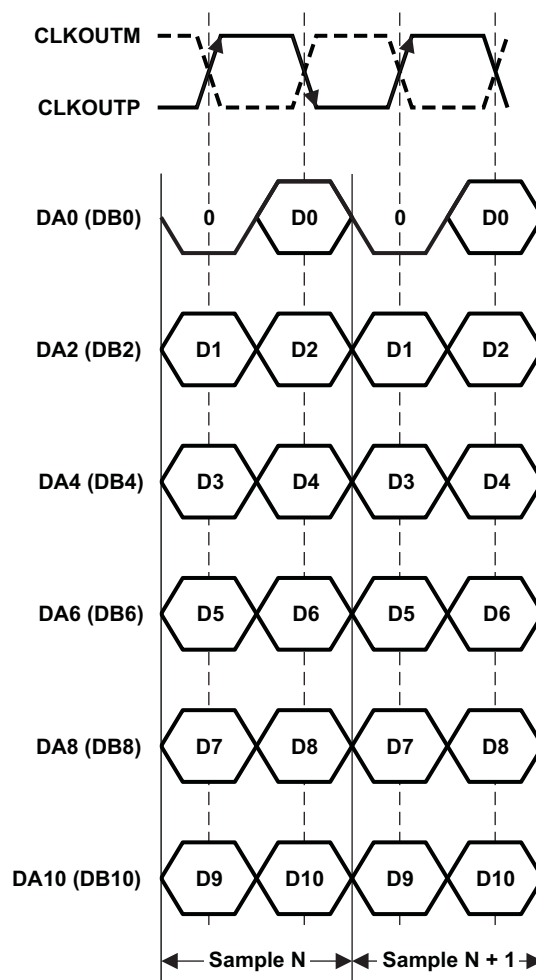 CLKOUTM
CLKOUTP
DA0 (DB0) 0 D0 0 D0
DA2 (DB2) D1 D2 D1 D2
DA4 (DB4) D3 D4 D3 D4
DA6 (DB6) D5 D6 D5 D6
DA8 (DB8) D7 D8 D7 D8
DA10 (DB10) D9 D10 D9 D10
Sample N Sample N + 1